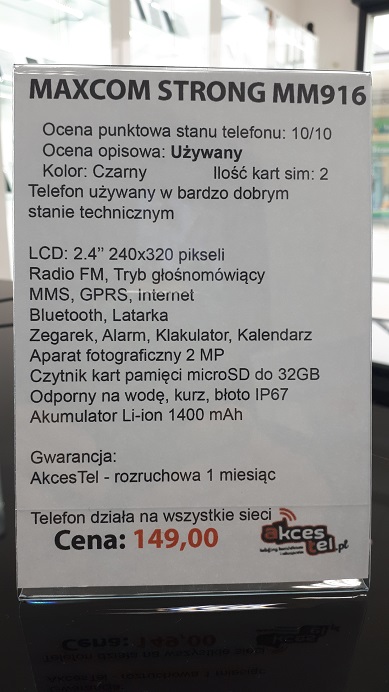 MAXCOM STRONG MM916
Ocena punktowa stanu telefonu: 10/10
Ocena opisowa: Używany
Kolor: Czarny Ilość kart sim: 2
Telefon używany w bardzo dobrym
stanie technicznym
LCD: 2.4” 240x320 pikseli
Radio FM, Tryb głośnomówiący
MMS, GPRS, internet
Bluetooth, Latarka
Zegarek, Alarm, Klakulator, Kalendarz
Aparat fotograficzny 2 MP
Czytnik kart pamięci microSD do 32GB
Odporny na wodę, kurz, błoto IP67
Akumulator Li-ion 1400 mAh
Gwarancja:
AkcesTel - rozruchowa 1 miesiąc
Telefon działa na wszystkie sieci
Cena: 149,00
akces
tel.pl